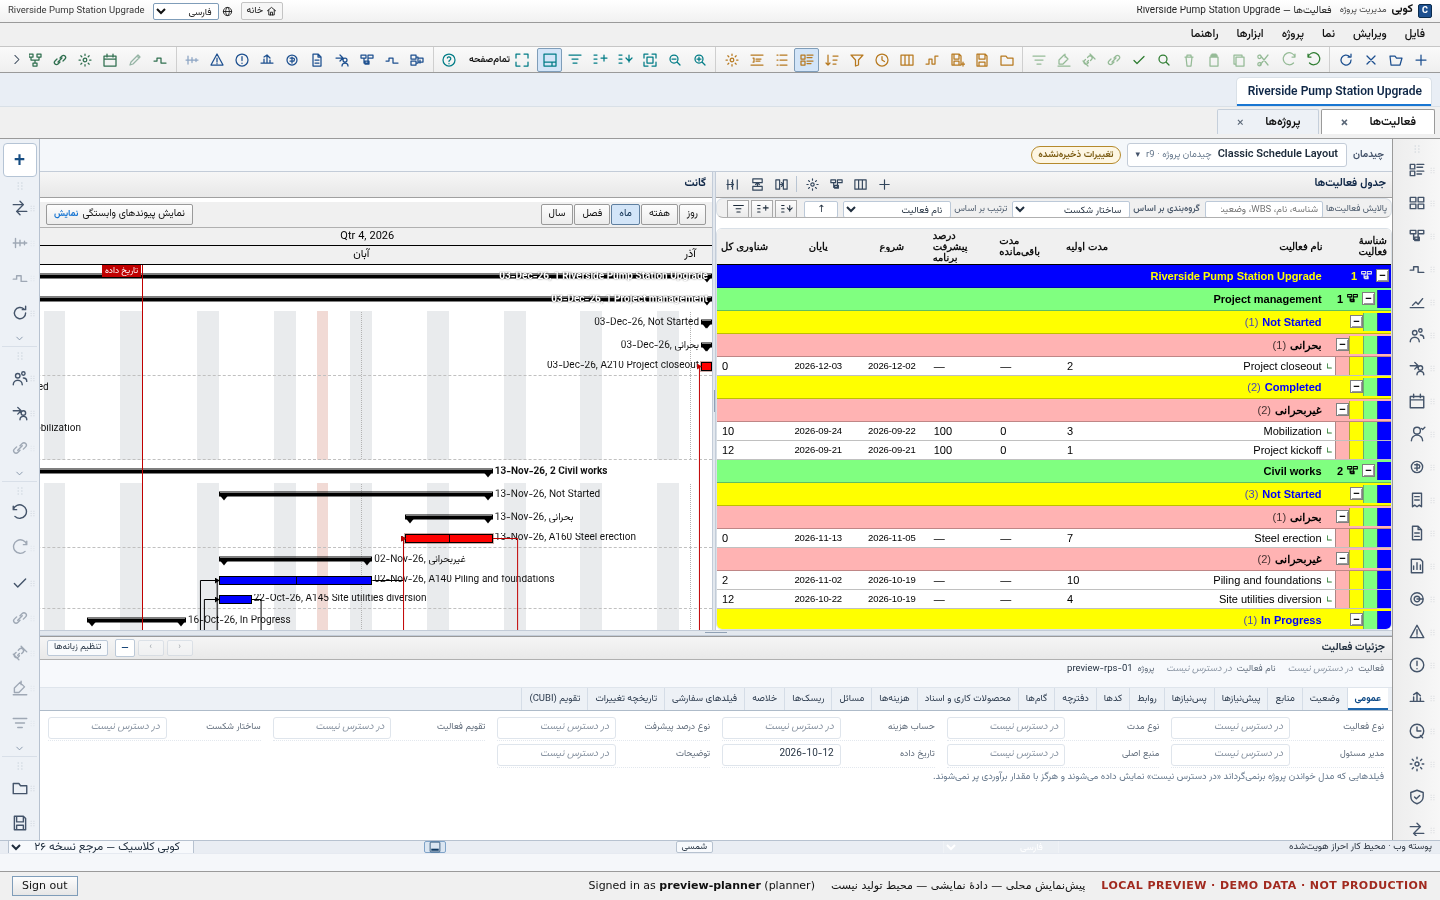 کوبی مدیریت پروژه فعالیت‌ها — Riverside Pump Station Upgrade
خانه
فارسی
Riverside Pump Station Upgrade
فایل ویرایش نما پروژه ابزارها راهنما
تمام‌صفحه
Riverside Pump Station Upgrade
فعالیت‌ها ×
پروژه‌ها ×
چیدمان Classic Schedule Layout چیدمان پروژه · r9 ▾ تغییرات ذخیره‌نشده
جدول فعالیت‌ها
پالایش فعالیت‌ها شناسه، نام، WBS، وضعیت گروه‌بندی بر اساس ساختار شکست ترتیب بر اساس نام فعالیت ↑
شناسهٔ فعالیت
نام فعالیت
مدت اولیه
مدت باقی‌مانده
درصد پیشرفت برنامه
شروع
پایان
شناوری کل
1 Riverside Pump Station Upgrade
1 Project management
Not Started (1)
بحرانی (1)
Project closeout 2 — — 2026-12-02 2026-12-03 0
Completed (2)
غیربحرانی (2)
Mobilization 3 0 100 2026-09-22 2026-09-24 10
Project kickoff 1 0 100 2026-09-21 2026-09-21 12
2 Civil works
Not Started (3)
بحرانی (1)
Steel erection 7 — — 2026-11-05 2026-11-13 0
غیربحرانی (2)
Piling and foundations 10 — — 2026-10-19 2026-11-02 2
Site utilities diversion 4 — — 2026-10-19 2026-10-22 12
In Progress (1)
گانت
روز هفته ماه فصل سال
نمایش پیوندهای وابستگی نمایش
Qtr 4, 2026
آبان
آذر
تاریخ داده
03-Dec-26, 1 Riverside Pump Station Upgrade
03-Dec-26, 1 Project management
03-Dec-26, Not Started
03-Dec-26, بحرانی
03-Dec-26, A210 Project closeout
ed
bilization
13-Nov-26, 2 Civil works
13-Nov-26, Not Started
13-Nov-26, بحرانی
13-Nov-26, A160 Steel erection
02-Nov-26, غیربحرانی
02-Nov-26, A140 Piling and foundations
22-Oct-26, A145 Site utilities diversion
16-Oct-26, In Progress
جزئیات فعالیت
تنظیم زبانه‌ها
فعالیت در دسترس نیست نام فعالیت در دسترس نیست پروژه preview-rps-01
عمومی وضعیت منابع پیش‌نیازها پس‌نیازها روابط کدها دفترچه گام‌ها محصولات کاری و اسناد هزینه‌ها مسائل ریسک‌ها خلاصه فیلدهای سفارشی تاریخچه تغییرات تقویم (CUBI)
نوع فعالیت در دسترس نیست نوع مدت در دسترس نیست حساب هزینه در دسترس نیست نوع درصد پیشرفت در دسترس نیست تقویم فعالیت در دسترس نیست ساختار شکست در دسترس نیست
مدیر مسئول در دسترس نیست منبع اصلی در دسترس نیست تاریخ داده 2026-10-12 توضیحات در دسترس نیست
فیلدهایی که مدل خواندن پروژه برنمی‌گرداند «در دسترس نیست» نمایش داده می‌شوند و هرگز با مقدار برآوردی پر نمی‌شوند.
پوسته وب · محیط کار احراز هویت‌شده
فارسی
شمسی
کوبی کلاسیک — مرجع نسخه ۲۶
LOCAL PREVIEW · DEMO DATA · NOT PRODUCTION پیش‌نمایش محلی — دادهٔ نمایشی — محیط تولید نیست Signed in as preview-planner (planner)
Sign out